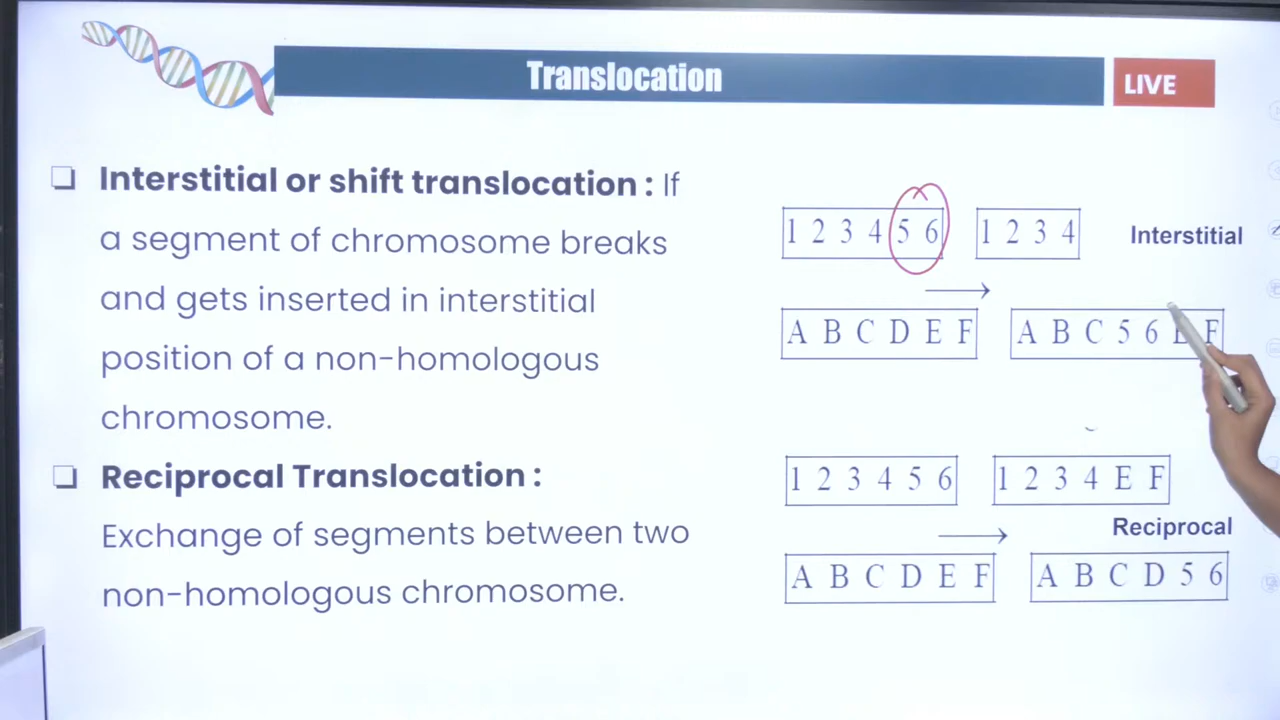 Translocation
LIVE
Interstitial or shift translocation : If
a segment of chromosome breaks
and gets inserted in interstitial
position of a non-homologous
chromosome.
Reciprocal Translocation :
Exchange of segments between two
non-homologous chromosome.
1 2 3 4 5 6
1 2 3 4
Interstitial
A B C D E F
A B C 5 6 F
1 2 3 4 5 6
1 2 3 4 E F
Reciprocal
A B C D E F
A B C D 5 6